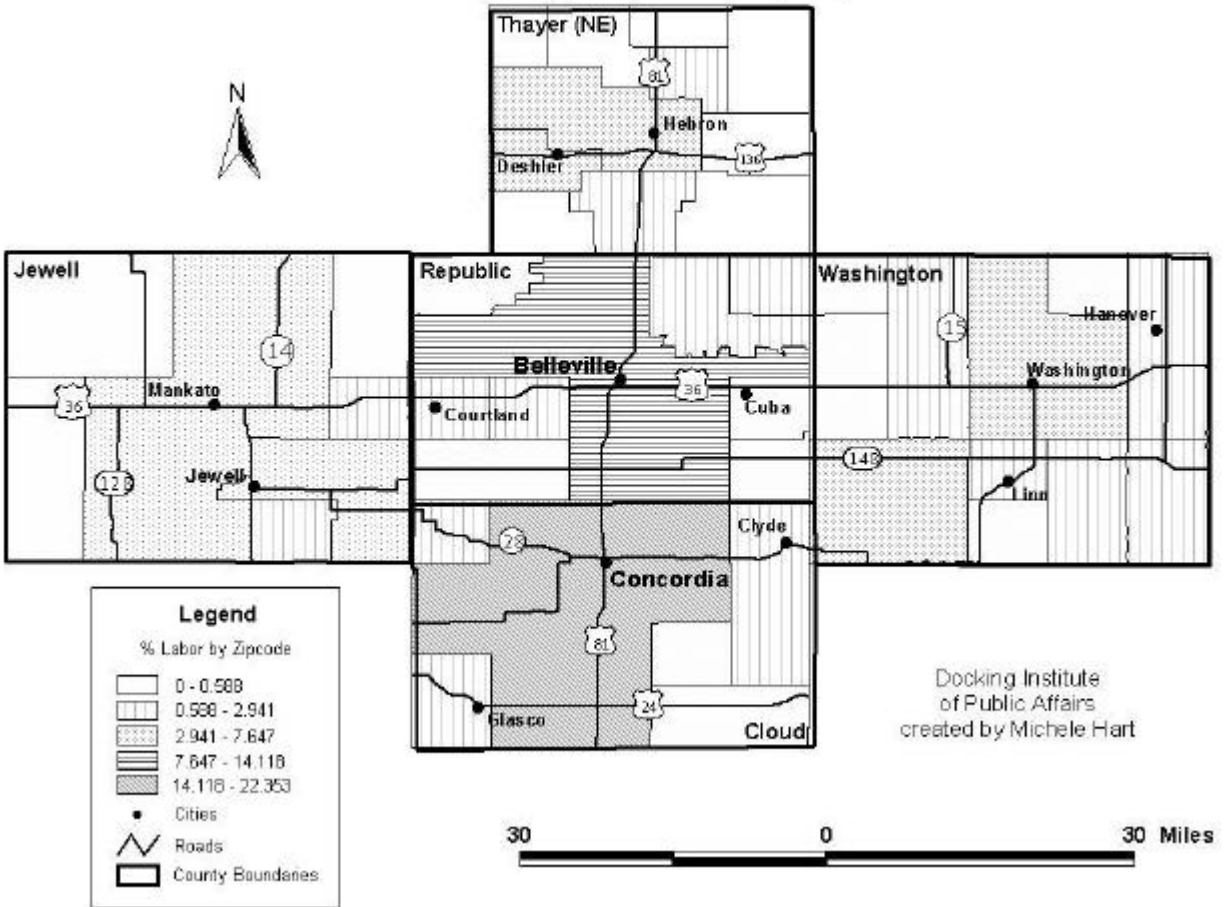 Thayer (NE)
81
N
Hebron
Deshler
136
Jewell
Republic
Washington
14
15
Hanover
Belleville
Washington
36
Mankato
36
Courtland
Cuba
148
128
Jewell
Linn
28
Clyde
Concordia
81
24
Glasco
Cloud
Legend
% Labor by Zipcode
0 - 0.588
0.588 - 2.941
2.941 - 7.647
7.647 - 14.118
14.118 - 22.353
Cities
Roads
County Boundaries
Docking Institute
of Public Affairs
created by Michele Hart
30 0 30 Miles